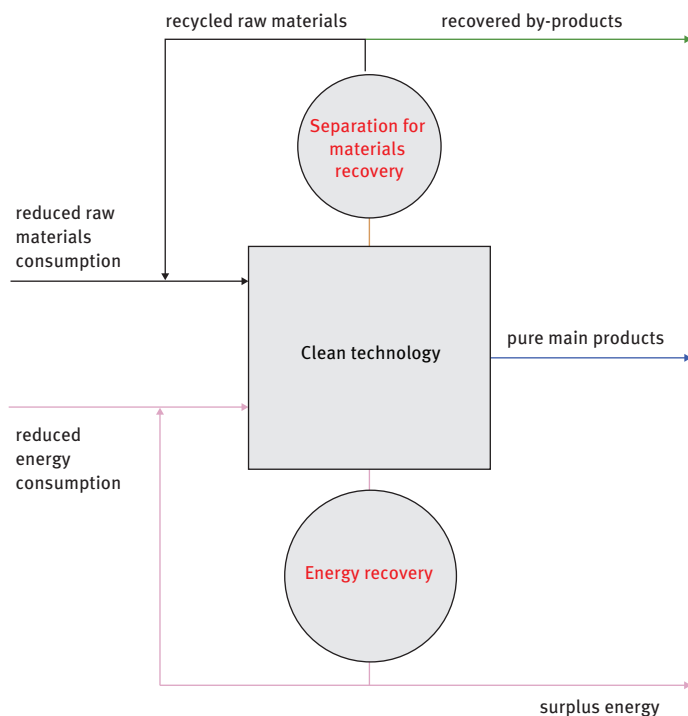 recycled raw materials
recovered by-products
Separation for
materials
recovery
reduced raw
materials
consumption
Clean technology
pure main products
reduced
energy
consumption
Energy recovery
surplus energy